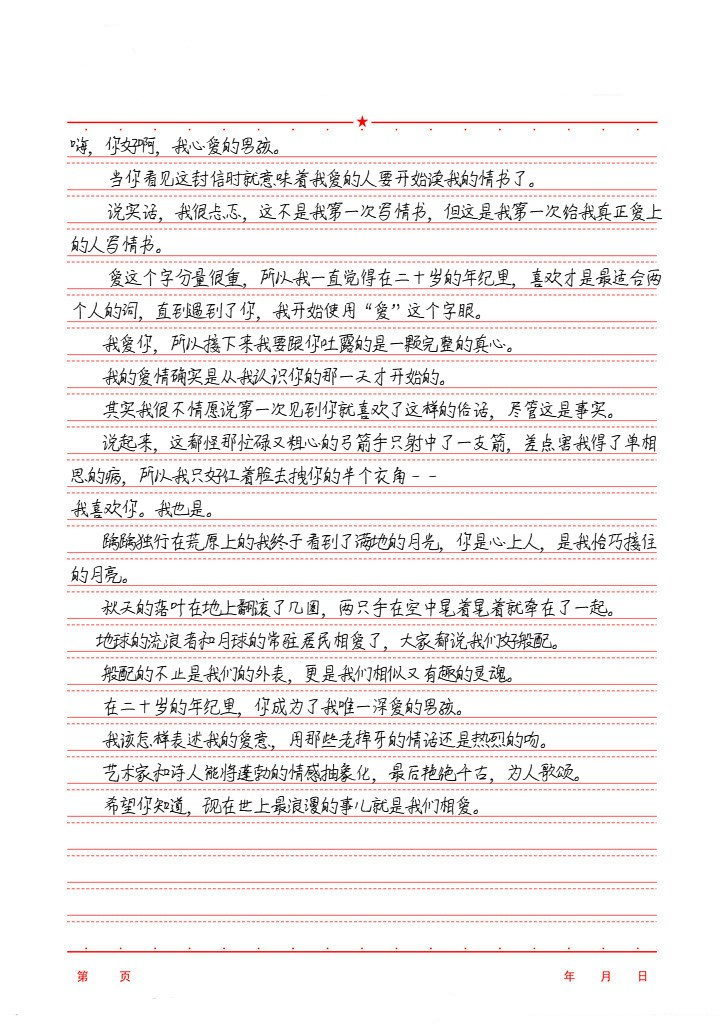 嗨，你好啊，我心爱的男孩。
当你看见这封信时就意味着我爱的人要开始读我的情书了。
说实话，我很忐忑，这不是我第一次写情书，但这是我第一次给我真正爱上
的人写情书。
爱这个字分量很重，所以我一直觉得在二十岁的年纪里，喜欢才是最适合两
个人的词，直到遇到了你，我开始使用“爱”这个字眼。
我爱你，所以接下来我要跟你吐露的是一颗完整的真心。
我的爱情确实是从我认识你的那一天才开始的。
其实我很不情愿说第一次见到你就喜欢了这样的俗话，尽管这是事实。
说起来，这都怪那忙碌又粗心的弓箭手只射中了一支箭，差点害我得了单相
思的病，所以我只好红着脸去拽你的半个衣角--
我喜欢你。我也是。
踽踽独行在荒原上的我终于看到了满地的月光，你是心上人，是我恰巧接住
的月亮。
秋天的落叶在地上翻滚了几圈，两只手在空中荡着荡着就牵在了一起。
地球的流浪者和月球的常驻居民相爱了，大家都说我们好般配。
般配的不止是我们的外表，更是我们相似又有趣的灵魂。
在二十岁的年纪里，你成为了我唯一深爱的男孩。
我该怎样表述我的爱意，用那些老掉牙的情话还是热烈的吻。
艺术家和诗人能将蓬勃的情感抽象化，最后艳绝千古，为人歌颂。
希望你知道，现在世上最浪漫的事儿就是我们相爱。
第 页 年 月 日